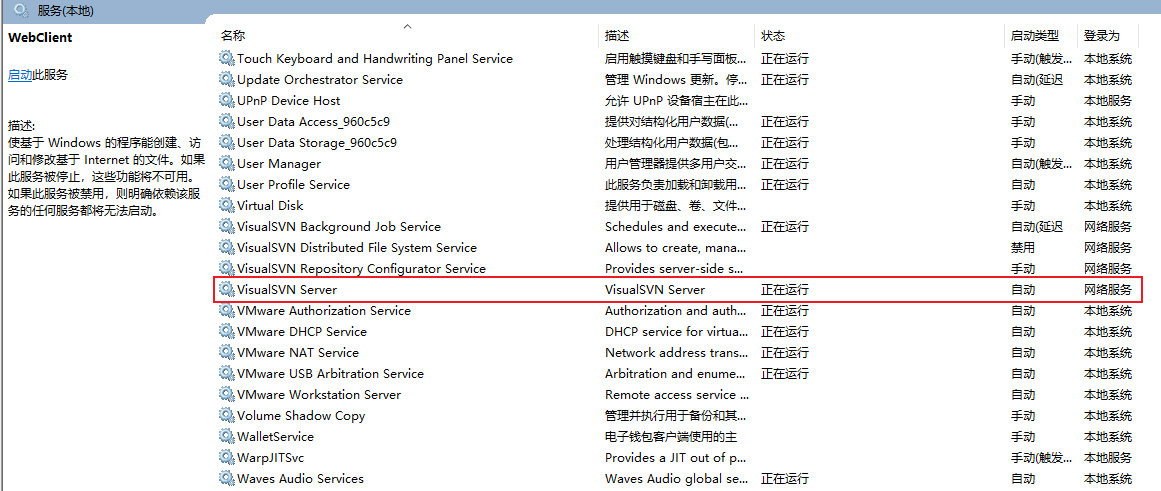 服务(本地)
WebClient
启动此服务
描述:
使基于 Windows 的程序能创建、访
问和修改基于 Internet 的文件。如果
此服务被停止，这些功能将不可用。
如果此服务被禁用，则明确依赖该服
务的任何服务都将无法启动。
名称 描述 状态 启动类型 登录为
Touch Keyboard and Handwriting Panel Service 启用触摸键盘和手写面板... 正在运行 手动(触发... 本地系统
Update Orchestrator Service 管理 Windows 更新。停... 正在运行 自动(延迟 本地系统
UPnP Device Host 允许 UPnP 设备宿主在此... 手动 本地服务
User Data Access_960c5c9 提供对结构化用户数据(... 正在运行 手动 本地系统
User Data Storage_960c5c9 处理结构化用户数据(包... 正在运行 手动 本地系统
User Manager 用户管理器提供多用户交... 正在运行 自动(触发... 本地系统
User Profile Service 此服务负责加载和卸载用... 正在运行 自动 本地系统
Virtual Disk 提供用于磁盘、卷、文件... 手动 本地系统
VisualSVN Background Job Service Schedules and execute... 正在运行 自动(延迟 网络服务
VisualSVN Distributed File System Service Allows to create, mana... 禁用 网络服务
VisualSVN Repository Configurator Service Provides server-side s... 手动 网络服务
VisualSVN Server VisualSVN Server 正在运行 自动 网络服务
VMware Authorization Service Authorization and auth... 正在运行 自动 本地系统
VMware DHCP Service DHCP service for virtua... 正在运行 自动 本地系统
VMware NAT Service Network address trans... 正在运行 自动 本地系统
VMware USB Arbitration Service Arbitration and enume... 正在运行 自动 本地系统
VMware Workstation Server Remote access service ... 自动 本地系统
Volume Shadow Copy 管理并执行用于备份和其... 手动 本地系统
WalletService 电子钱包客户端使用的主 手动 本地系统
WarpJITSvc Provides a JIT out of p... 手动(触发... 本地服务
Waves Audio Services Waves Audio global se... 正在运行 自动 本地系统